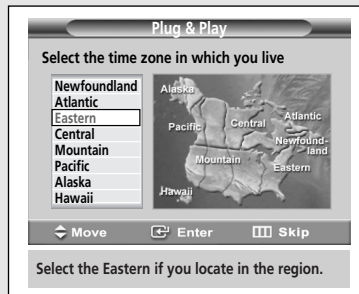 Plug & Play
Select the time zone in which you live
Newfoundland
Atlantic
Eastern
Central
Mountain
Pacific
Alaska
Hawaii
Alaska
Pacific
Central
Atlantic
Newfound-
land
Mountain
Eastern
Hawaii
Move Enter Skip
Select the Eastern if you locate in the region.